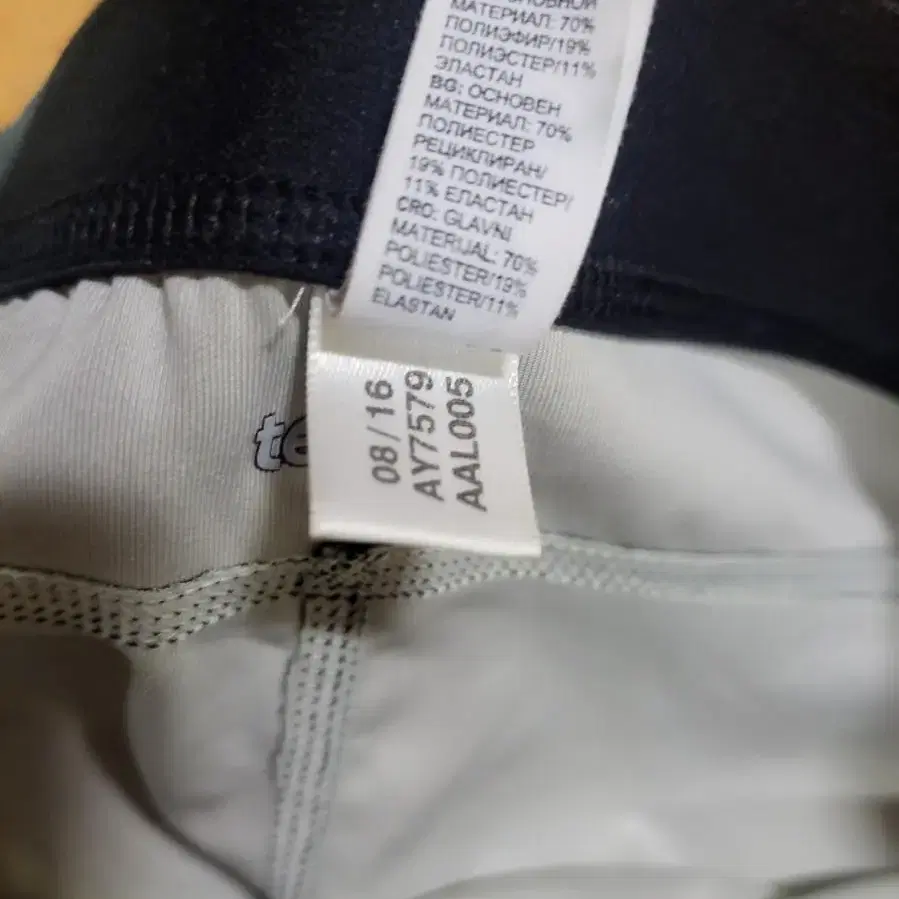 МАТЕРИАЛ: 70%
ПОЛИЭФИР/19%
ПОЛИЭСТЕР/11%
ЭЛАСТАН
BG: ОСНОВЕН
МАТЕРИАЛ: 70%
ПОЛИЕСТЕР
РЕЦИКЛИРАН/
19% ПОЛИЕСТЕР/
11% ЕЛАСТАН
CRO: GLAVNI
MATERIJAL: 70%
POLIESTER/19%
POLIESTER/11%
ELASTAN
08/16
AY7579
AAL005
te